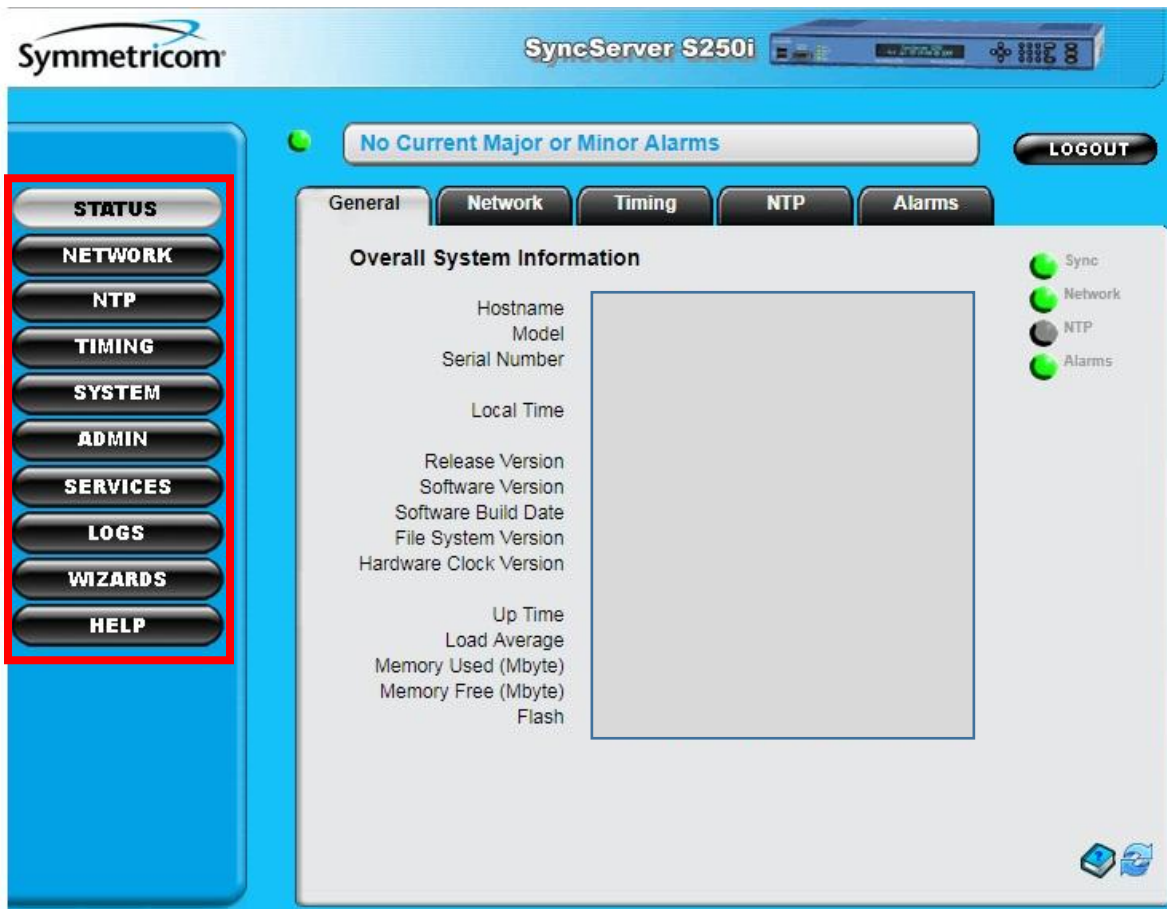 Symmetricom
SyncServer S250i
No Current Major or Minor Alarms
LOGOUT
STATUS
NETWORK
NTP
TIMING
SYSTEM
ADMIN
SERVICES
LOGS
WIZARDS
HELP
General Network Timing NTP Alarms
Overall System Information
Hostname
Model
Serial Number
Local Time
Release Version
Software Version
Software Build Date
File System Version
Hardware Clock Version
Up Time
Load Average
Memory Used (Mbyte)
Memory Free (Mbyte)
Flash
Sync
Network
NTP
Alarms